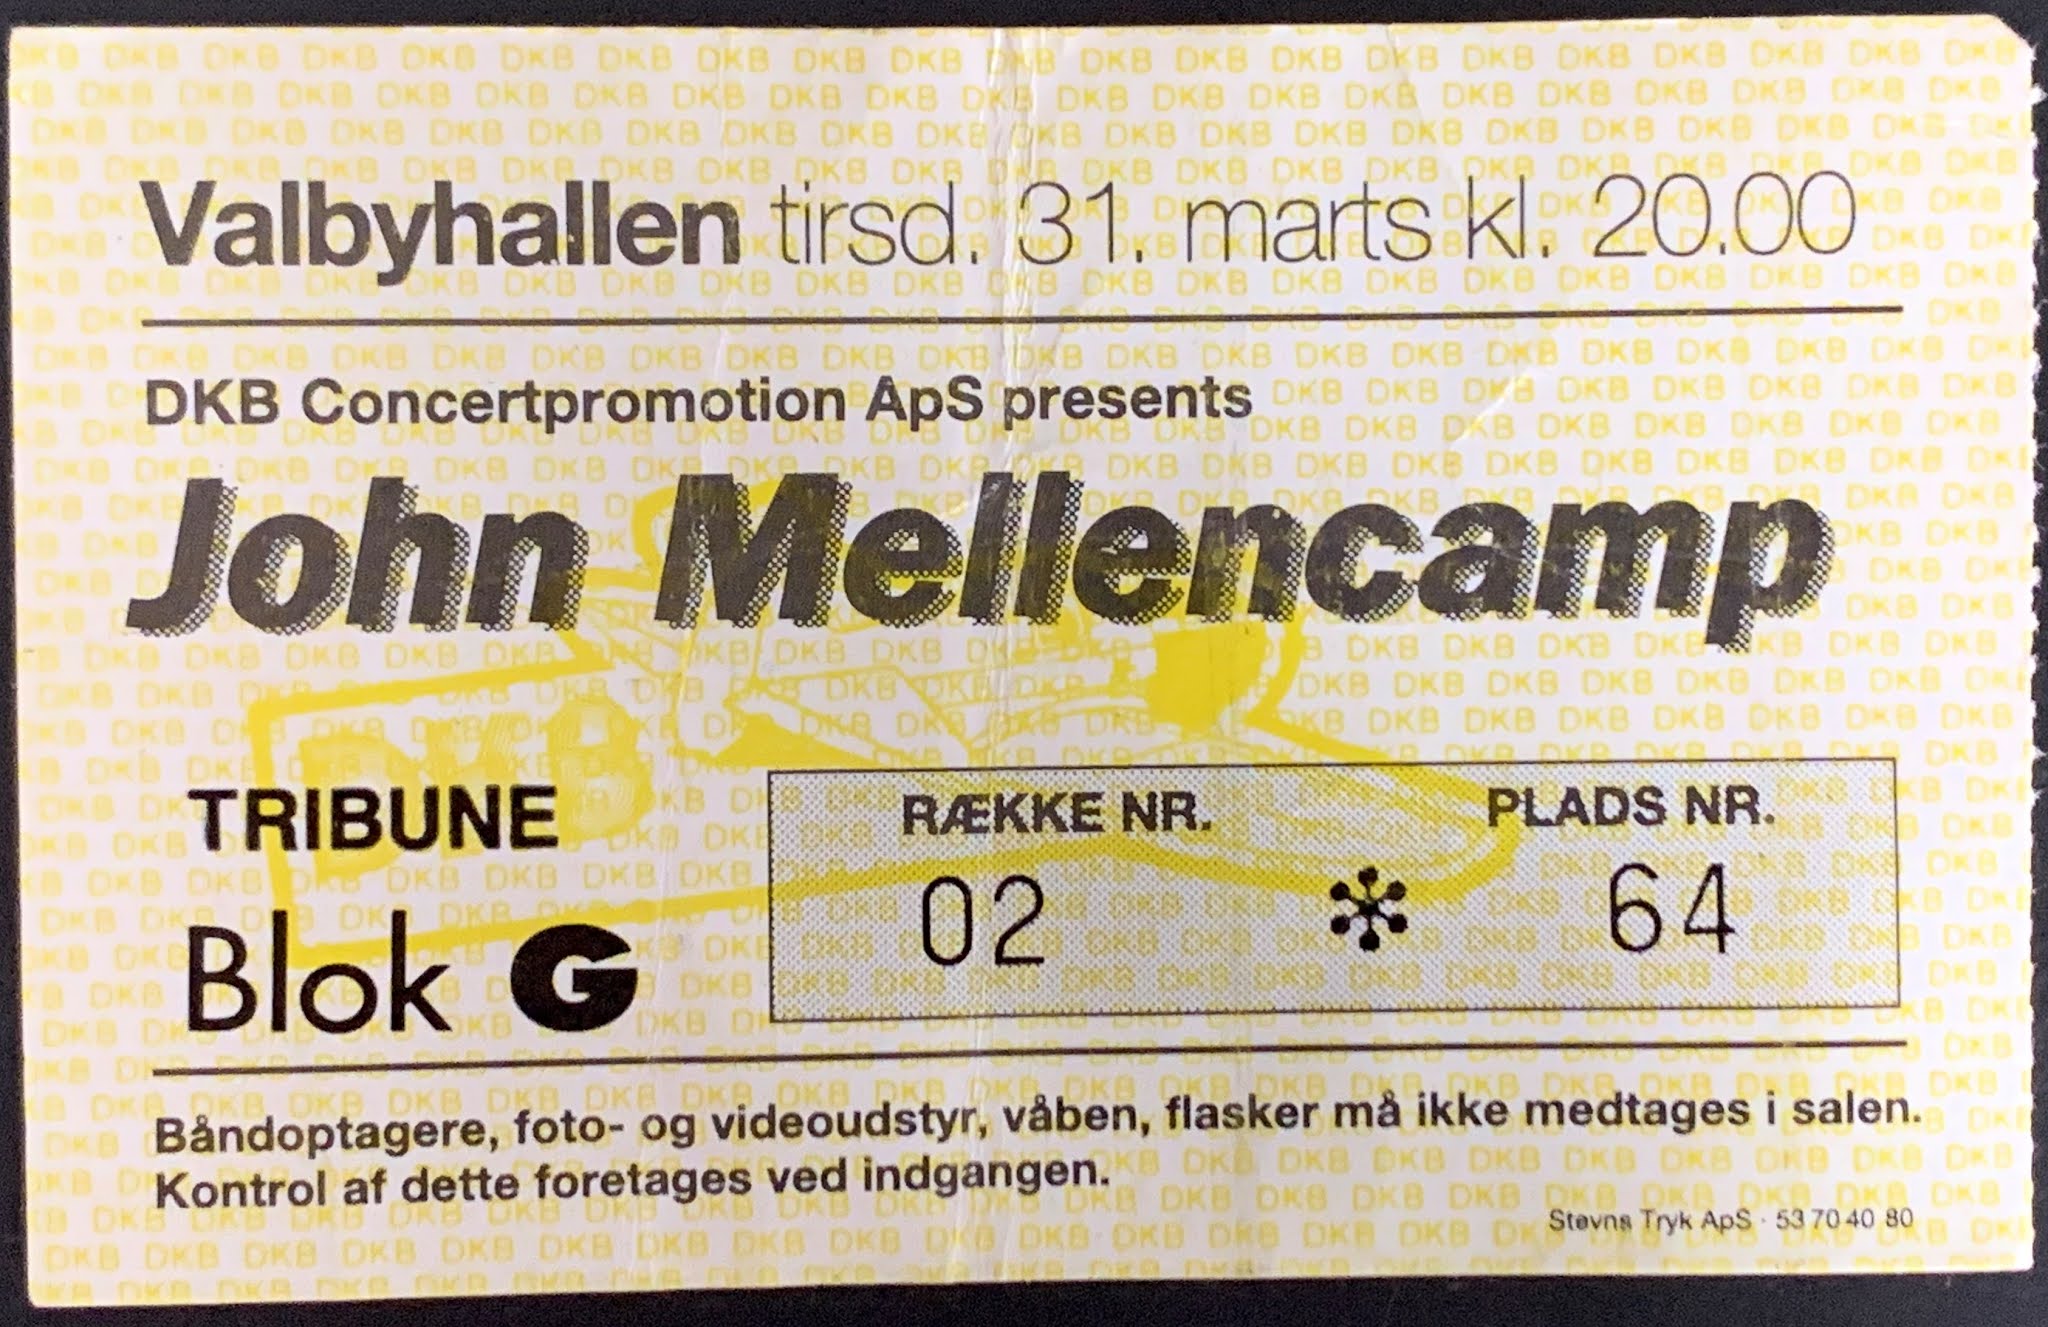 Valbyhallen tirsd. 31. marts kl. 20.00
DKB Concertpromotion ApS presents
John Mellencamp
DKB
TRIBUNE
Blok G
RÆKKE NR. PLADS NR.
02 * 64
Båndoptagere, foto- og videoudstyr, våben, flasker må ikke medtages i salen.
Kontrol af dette foretages ved indgangen.
Stevns Tryk ApS · 53 70 40 80